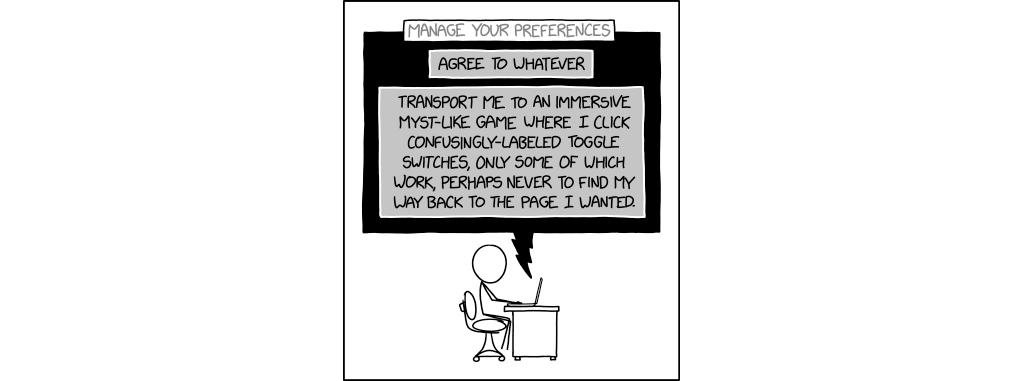 MANAGE YOUR PREFERENCES
AGREE TO WHATEVER
TRANSPORT ME TO AN IMMERSIVE
MYST-LIKE GAME WHERE I CLICK
CONFUSINGLY-LABELED TOGGLE
SWITCHES, ONLY SOME OF WHICH
WORK, PERHAPS NEVER TO FIND MY
WAY BACK TO THE PAGE I WANTED.